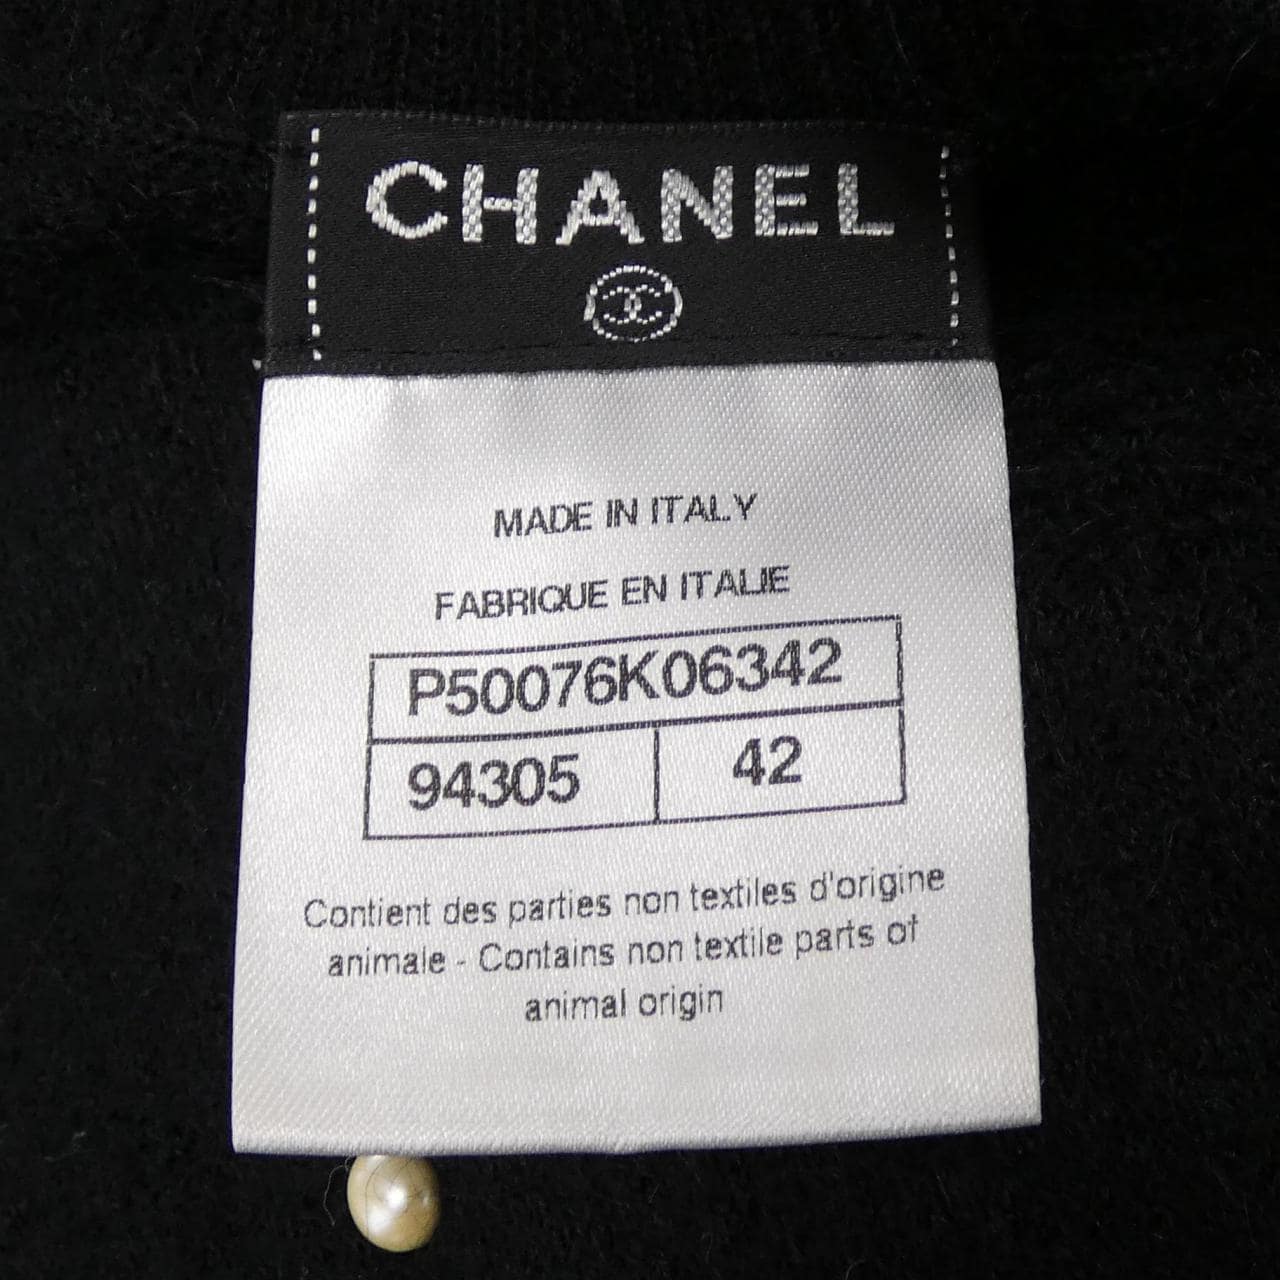 CHANEL
MADE IN ITALY
FABRIQUE EN ITALIE
P50076K06342
94305 42
Contient des parties non textiles d'origine
animale - Contains non textile parts of
animal origin